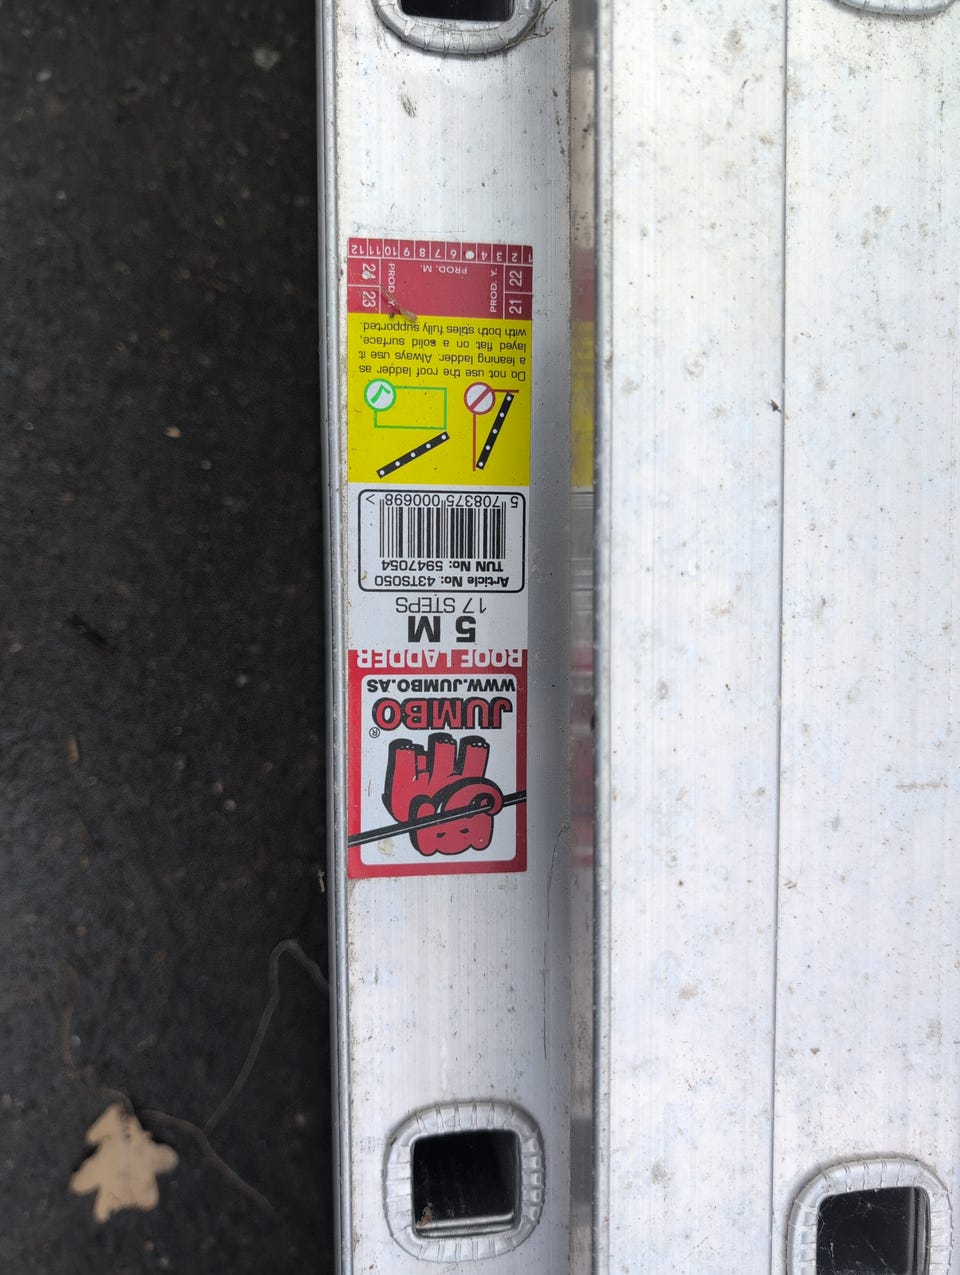 JUMBO®
WWW.JUMBO.AS
ROOF LADDER
5 M
17 STEPS
Article No: 43TS050
TUN No: 5947054
5 708375 000698 >
Do not use the roof ladder as
a leaning ladder. Always use it
layed flat on a solid surface,
with both stiles fully supported.
PROD. Y.
21 22
PROD. M.
1 2 3 4 6 7 8 9 10 11 12
PROD. Y.
23 24